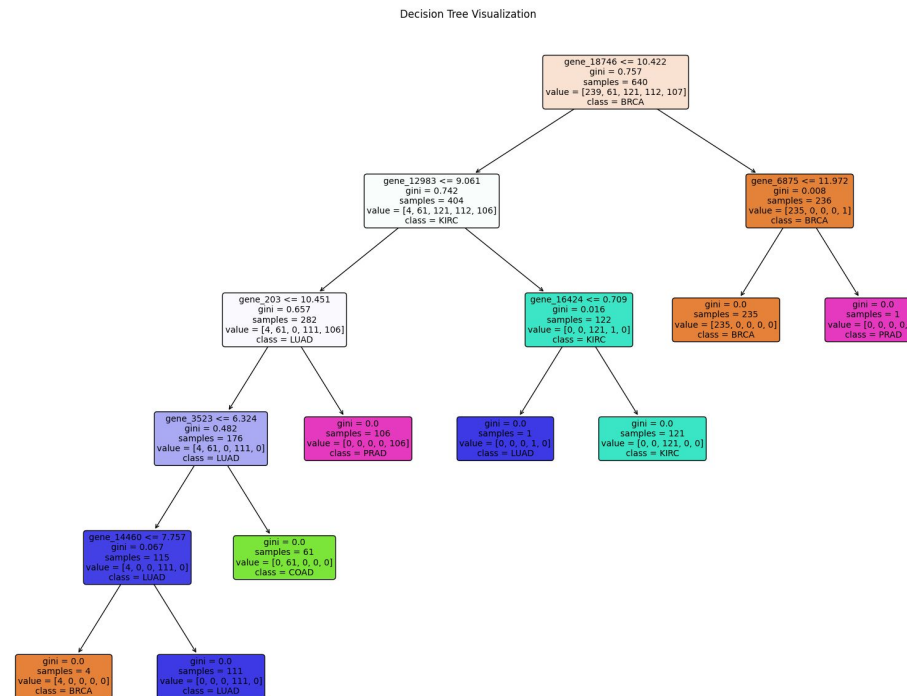 Decision Tree Visualization
gene_18746 <= 10.422
gini = 0.757
samples = 640
value = [239, 61, 121, 112, 107]
class = BRCA
gene_12983 <= 9.061
gini = 0.742
samples = 404
value = [4, 61, 121, 112, 106]
class = KIRC
gene_6875 <= 11.972
gini = 0.008
samples = 236
value = [235, 0, 0, 0, 1]
class = BRCA
gene_203 <= 10.451
gini = 0.657
samples = 282
value = [4, 61, 0, 111, 106]
class = LUAD
gene_16424 <= 0.709
gini = 0.016
samples = 122
value = [0, 0, 121, 1, 0]
class = KIRC
gini = 0.0
samples = 235
value = [235, 0, 0, 0, 0]
class = BRCA
gini = 0.0
samples = 1
value = [0, 0, 0, 0,
class = PRAD
gene_3523 <= 6.324
gini = 0.482
samples = 176
value = [4, 61, 0, 111, 0]
class = LUAD
gini = 0.0
samples = 106
value = [0, 0, 0, 0, 106]
class = PRAD
gini = 0.0
samples = 1
value = [0, 0, 0, 1, 0]
class = LUAD
gini = 0.0
samples = 121
value = [0, 0, 121, 0, 0]
class = KIRC
gene_14460 <= 7.757
gini = 0.067
samples = 115
value = [4, 0, 0, 111, 0]
class = LUAD
gini = 0.0
samples = 61
value = [0, 61, 0, 0, 0]
class = COAD
gini = 0.0
samples = 4
value = [4, 0, 0, 0, 0]
class = BRCA
gini = 0.0
samples = 111
value = [0, 0, 0, 111, 0]
class = LUAD